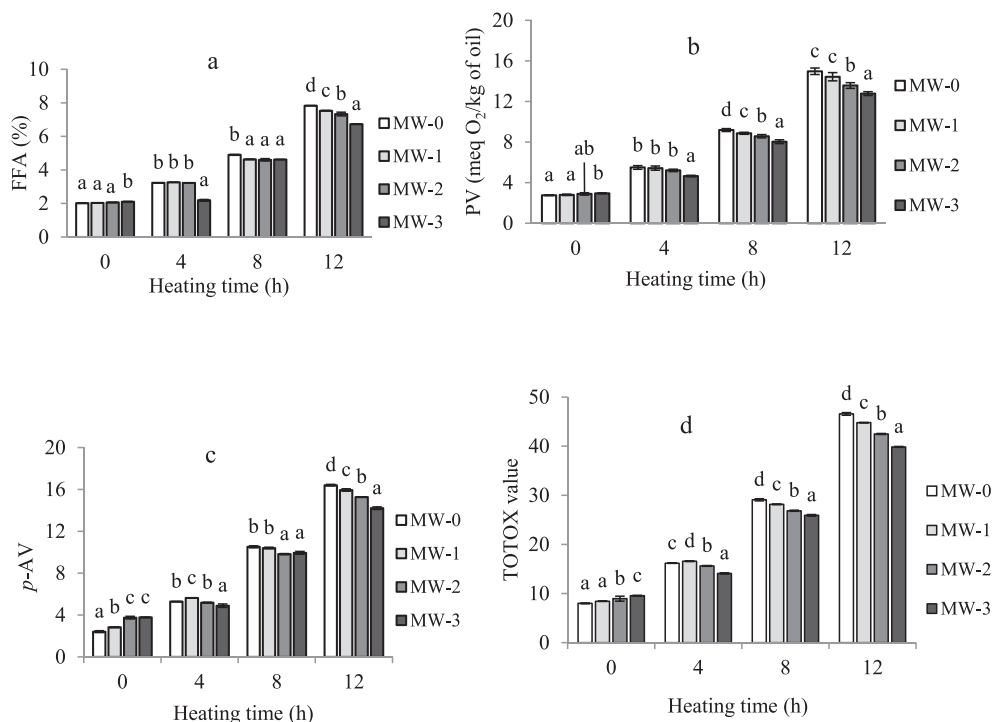 a
FFA (%)
10
8
6
4
2
0
a a a b
b b b a
b a a a
d c b a
0 4 8 12
Heating time (h)
MW-0
MW-1
MW-2
MW-3
b
PV (meq O2/kg of oil)
20
16
12
8
4
0
a a ab b
b b b a
d c b a
c c b a
0 4 8 12
Heating time (h)
MW-0
MW-1
MW-2
MW-3
c
p-AV
20
16
12
8
4
0
a b c c
b c b a
b b a a
d c b a
0 4 8 12
Heating time (h)
MW-0
MW-1
MW-2
MW-3
d
TOTOX value
50
40
30
20
10
0
a a b c
c d b a
d c b a
d c b a
0 4 8 12
Heating time (h)
MW-0
MW-1
MW-2
MW-3